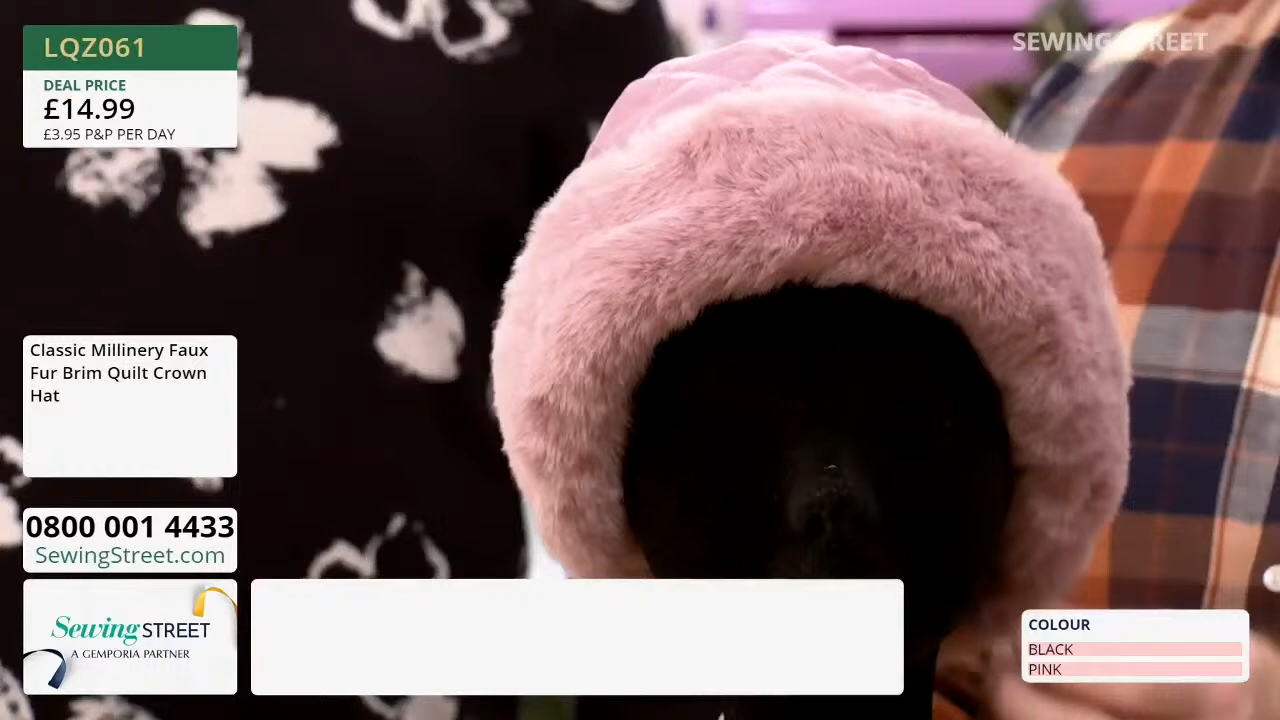 LQZ061
DEAL PRICE
£14.99
£3.95 P&P PER DAY
SEWING STREET
Classic Millinery Faux
Fur Brim Quilt Crown
Hat
0800 001 4433
SewingStreet.com
Sewing STREET
A GEMPORIA PARTNER
COLOUR
BLACK
PINK